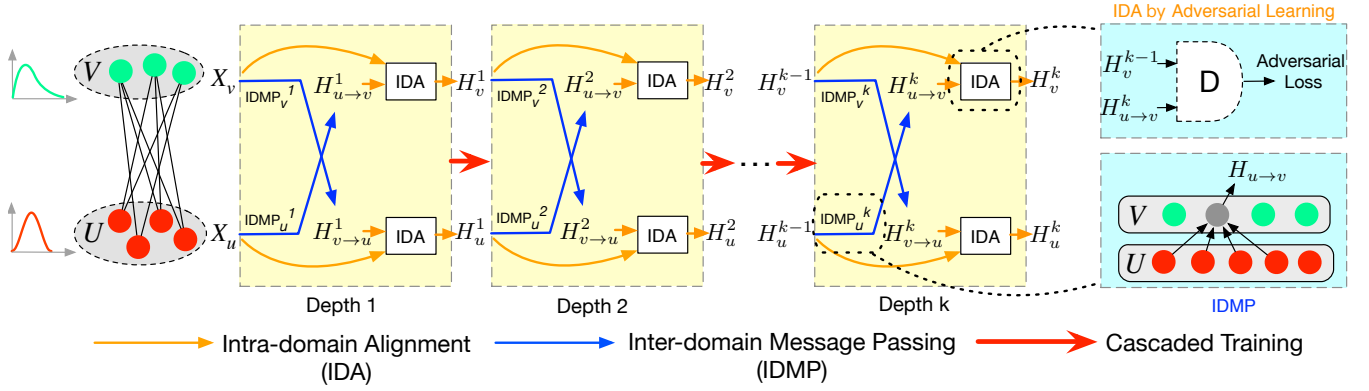 IDA by Adversarial Learning
V
X_v
IDMP_v^1
H^1_{u→v}
IDA
H^1_v
IDMP_v^2
H^2_{u→v}
IDA
H^2_v
H^{k-1}_v
IDMP_v^k
H^k_{u→v}
IDA
H^k_v
H^{k-1}_v
H^k_{u→v}
D
Adversarial
Loss
...
U
X_u
IDMP_u^1
H^1_{v→u}
IDA
H^1_u
IDMP_u^2
H^2_{v→u}
IDA
H^2_u
H^{k-1}_u
IDMP_u^k
H^k_{v→u}
IDA
H^k_u
H_{u→v}
V
U
IDMP
Depth 1
Depth 2
Depth k
Intra-domain Alignment
(IDA)
Inter-domain Message Passing
(IDMP)
Cascaded Training